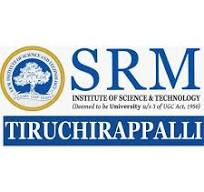 SRM
INSTITUTE OF SCIENCE & TECHNOLOGY
(Deemed to be University u/s 3 of UGC Act, 1956)
TIRUCHIRAPPALLI